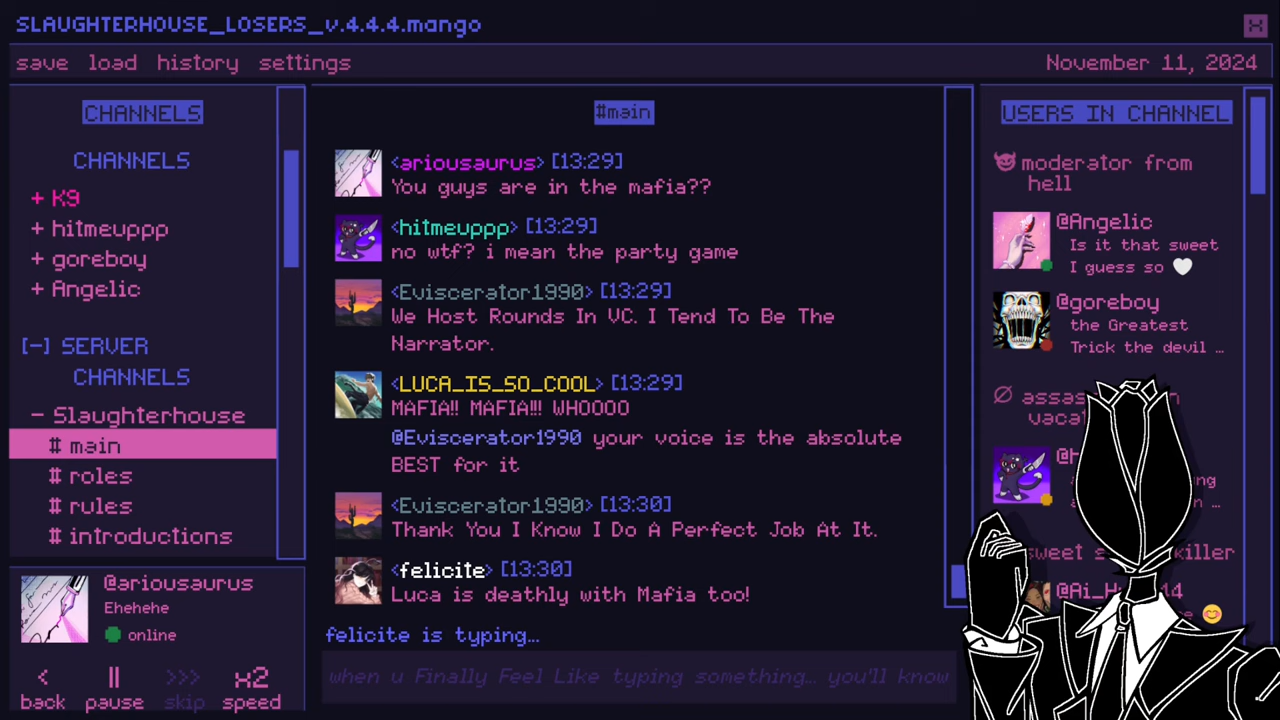 SLAUGHTERHOUSE_LOSERS_v.4.4.4.mango
X
save load history settings
November 11, 2024
CHANNELS
CHANNELS
+ K9
+ hitmeuppp
+ goreboy
+ Angelic
[-] SERVER
CHANNELS
- Slaughterhouse
# main
# roles
# rules
# introductions
@ariousaurus
Ehehehe
online
< || >>> x2
back pause skip speed
#main
<ariousaurus> [13:29]
You guys are in the mafia??
<hitmeuppp> [13:29]
no wtf? i mean the party game
<Eviscerator1990> [13:29]
We Host Rounds In VC. I Tend To Be The
Narrator.
<LUCA_IS_SO_COOL> [13:29]
MAFIA!! MAFIA!!! WHOOOO
@Eviscerator1990 your voice is the absolute
BEST for it
<Eviscerator1990> [13:30]
Thank You I Know I Do A Perfect Job At It.
<felicite> [13:30]
Luca is deathly with Mafia too!
felicite is typing...
when u Finally Feel Like typing something... you'll know
USERS IN CHANNEL
moderator from
hell
@Angelic
Is it that sweet
I guess so 🤍
@goreboy
the Greatest
Trick the devil ...